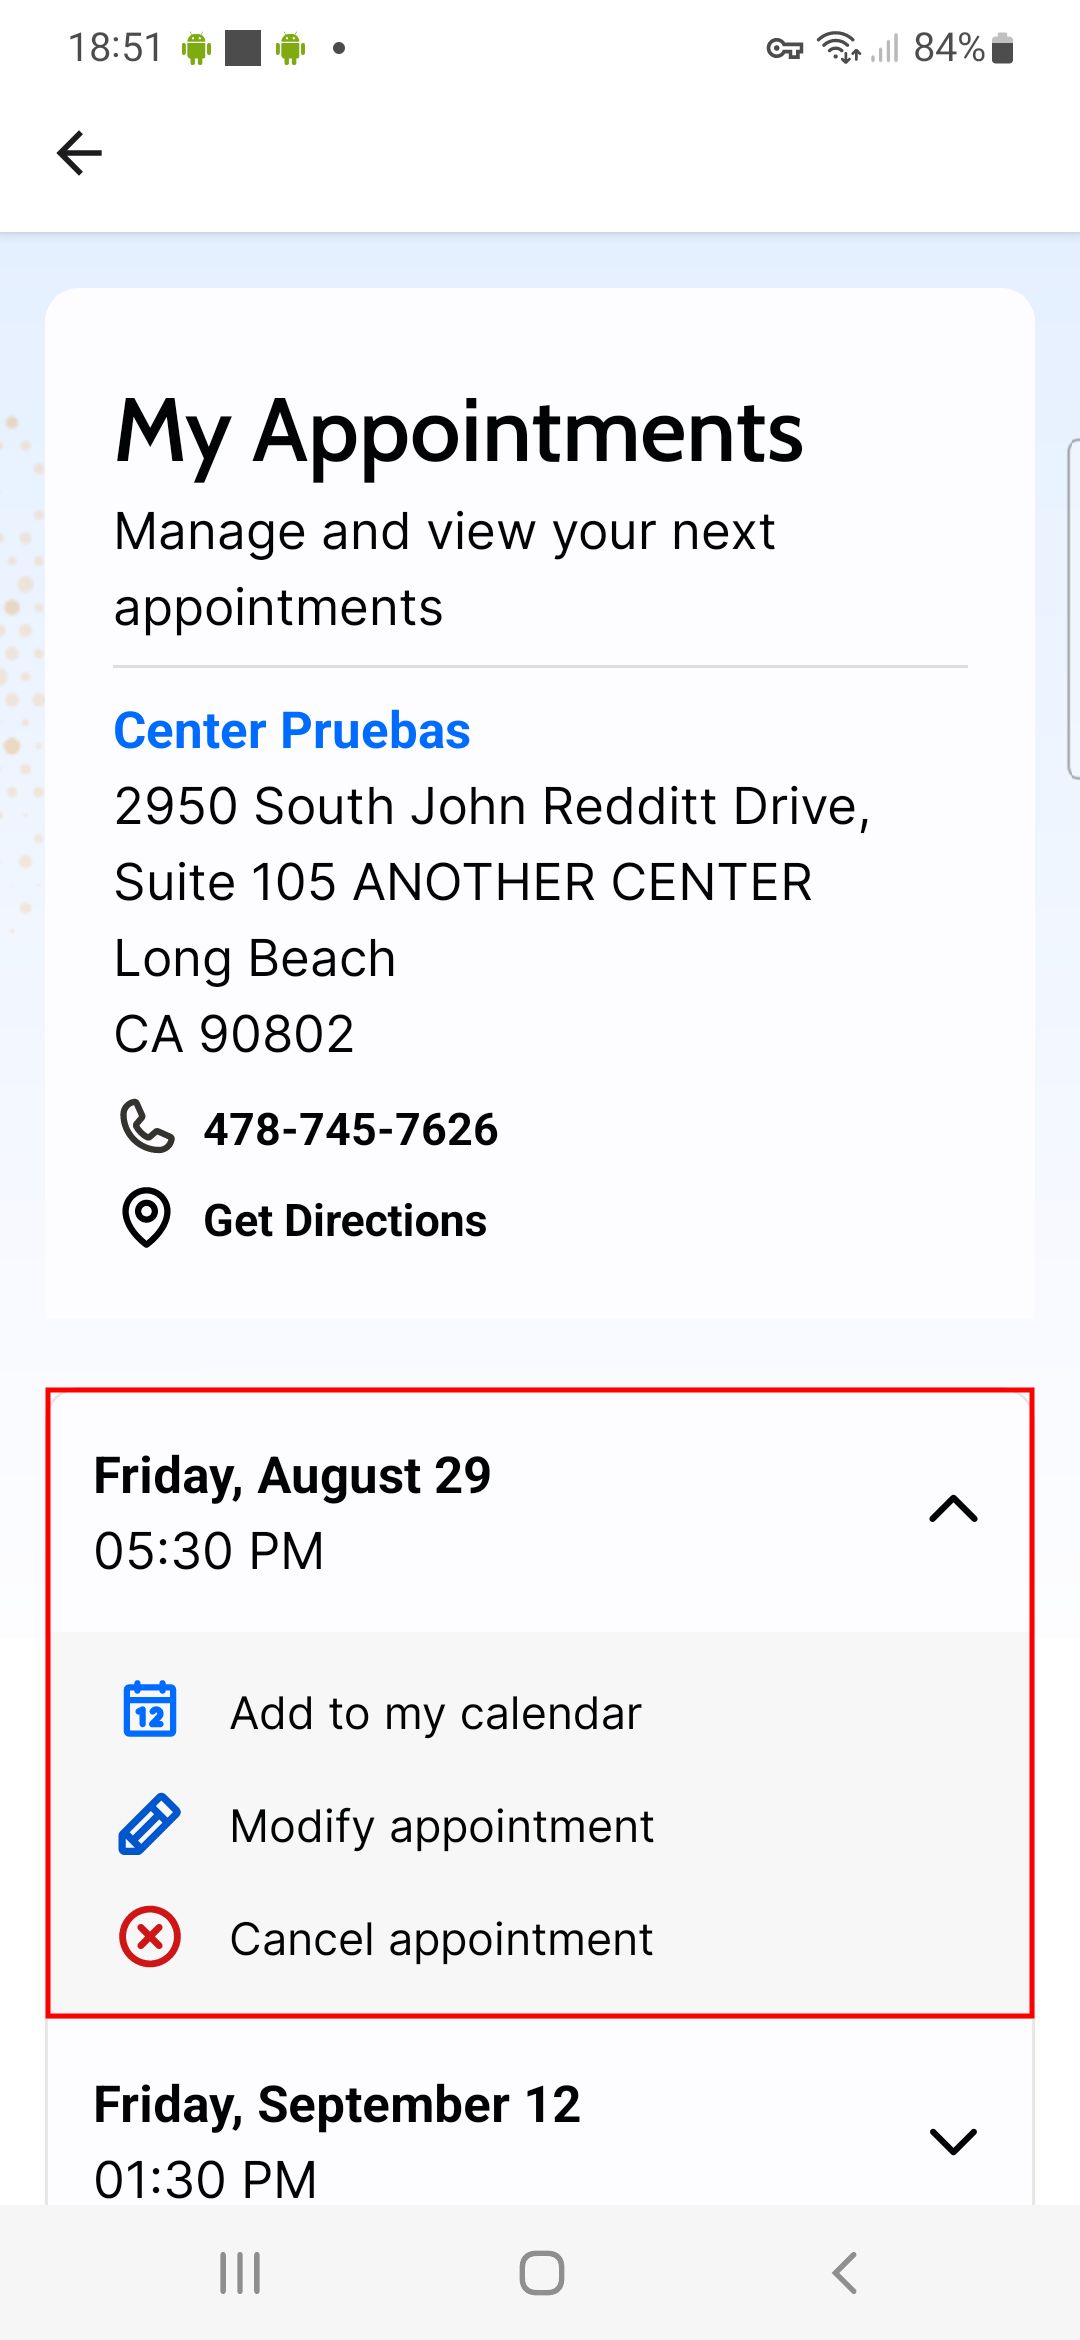 18:51
84%
My Appointments
Manage and view your next
appointments
Center Pruebas
2950 South John Redditt Drive,
Suite 105 ANOTHER CENTER
Long Beach
CA 90802
478-745-7626
Get Directions
Friday, August 29
05:30 PM
12
Add to my calendar
Modify appointment
Cancel appointment
Friday, September 12
01:30 PM